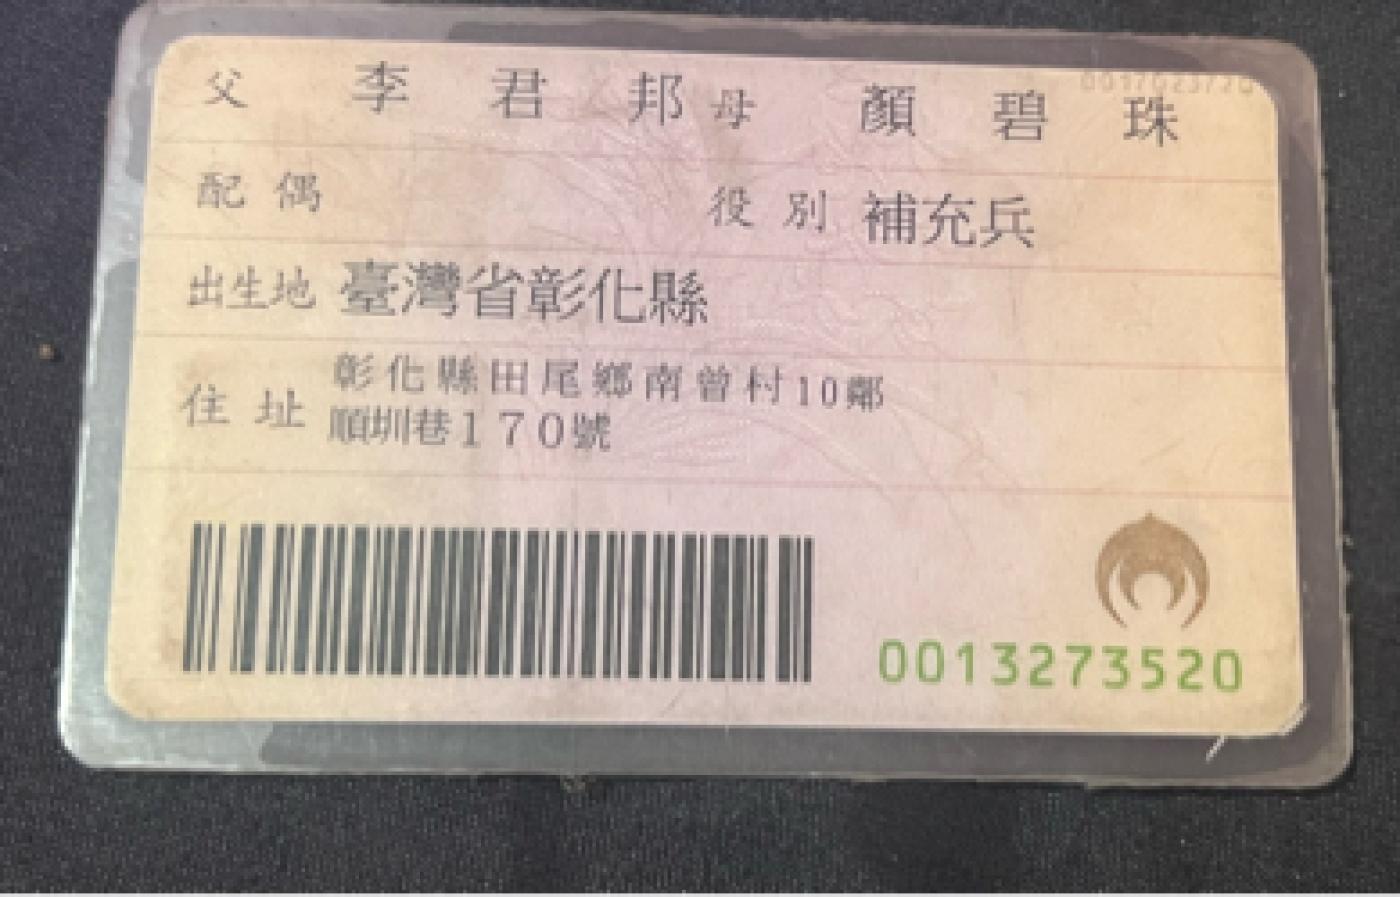 父 李君邦 母 顏碧珠
配偶 役別 補充兵
出生地 臺灣省彰化縣
住址 彰化縣田尾鄉南曾村10鄰
順圳巷170號
0013273520